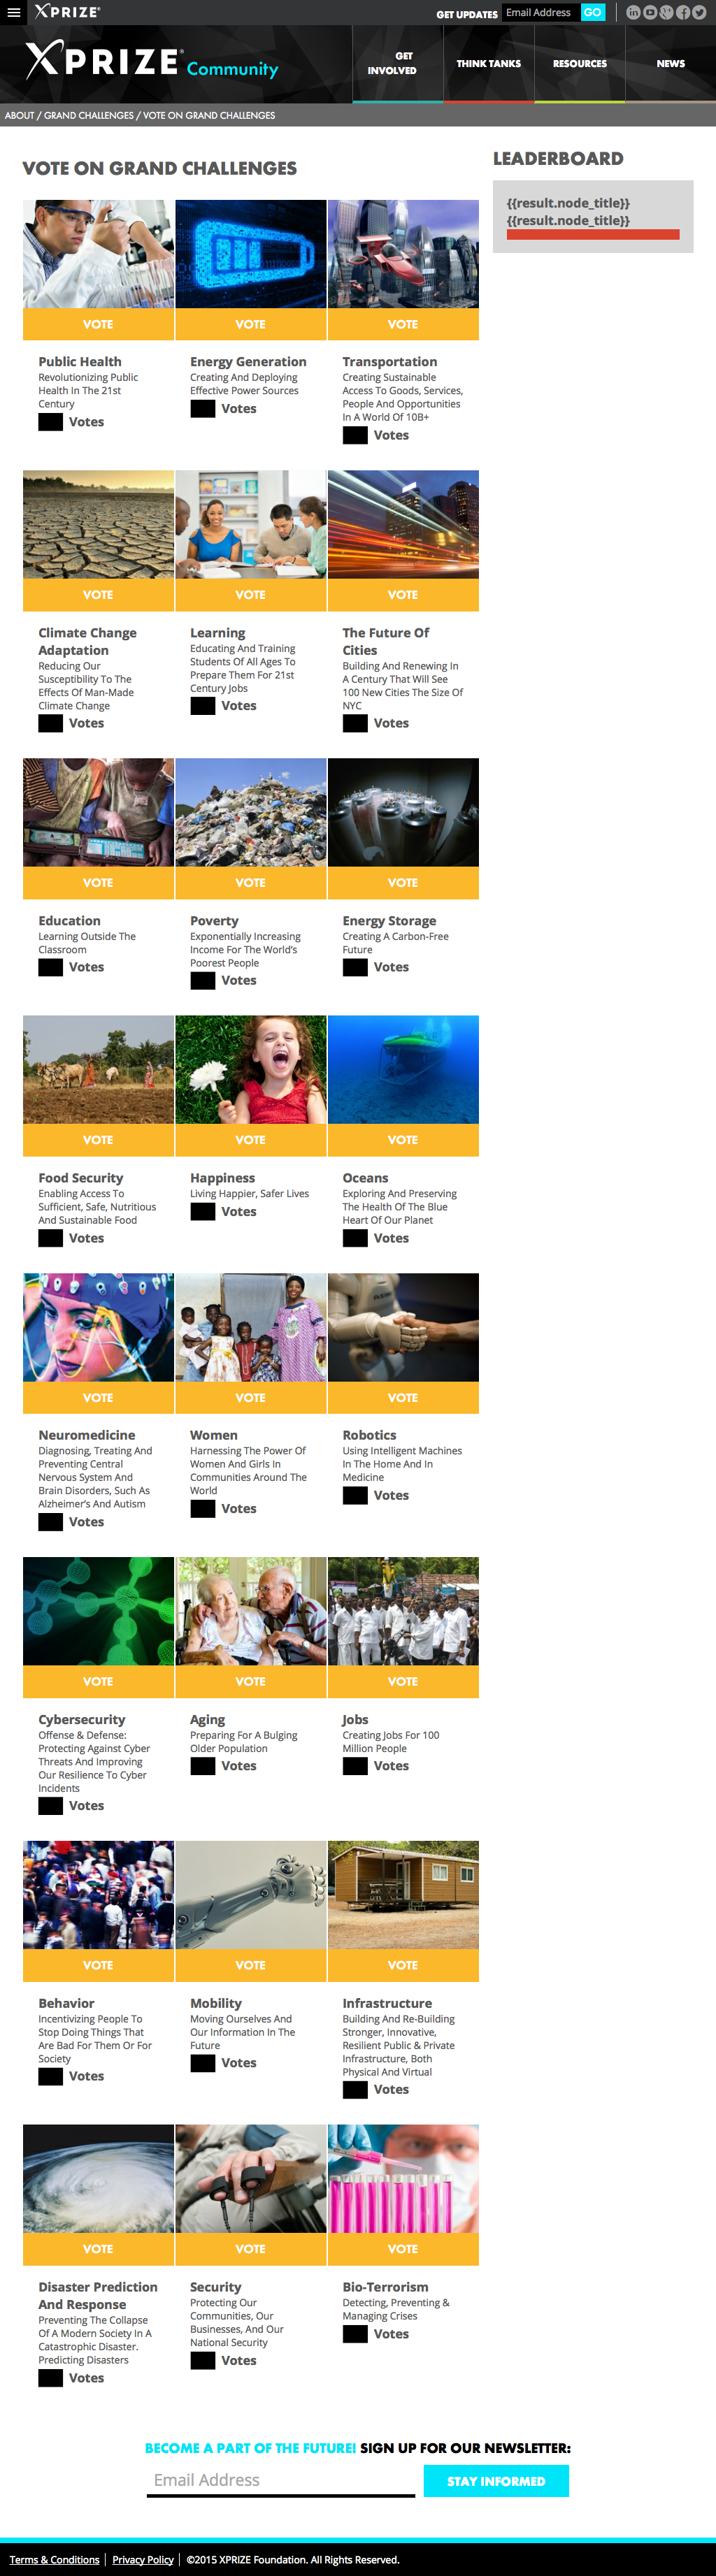 XPRIZE®
GET UPDATES Email Address GO
XPRIZE® Community
GET
INVOLVED
THINK TANKS
RESOURCES
NEWS
ABOUT / GRAND CHALLENGES / VOTE ON GRAND CHALLENGES
VOTE ON GRAND CHALLENGES
VOTE
Public Health
Revolutionizing Public
Health In The 21st
Century
Votes
VOTE
Energy Generation
Creating And Deploying
Effective Power Sources
Votes
VOTE
Transportation
Creating Sustainable
Access To Goods, Services,
People And Opportunities
In A World Of 10B+
Votes
VOTE
Climate Change
Adaptation
Reducing Our
Susceptibility To The
Effects Of Man-Made
Climate Change
Votes
VOTE
Learning
Educating And Training
Students Of All Ages To
Prepare Them For 21st
Century Jobs
Votes
VOTE
The Future Of
Cities
Building And Renewing In
A Century That Will See
100 New Cities The Size Of
NYC
Votes
VOTE
Education
Learning Outside The
Classroom
Votes
VOTE
Poverty
Exponentially Increasing
Income For The World's
Poorest People
Votes
VOTE
Energy Storage
Creating A Carbon-Free
Future
Votes
VOTE
Food Security
Enabling Access To
Sufficient, Safe, Nutritious
And Sustainable Food
Votes
VOTE
Happiness
Living Happier, Safer Lives
Votes
VOTE
Oceans
Exploring And Preserving
The Health Of The Blue
Heart Of Our Planet
Votes
VOTE
Neuromedicine
Diagnosing, Treating And
Preventing Central
Nervous System And
Brain Disorders, Such As
Alzheimer's And Autism
Votes
VOTE
Women
Harnessing The Power Of
Women And Girls In
Communities Around The
World
Votes
VOTE
Robotics
Using Intelligent Machines
In The Home And In
Medicine
Votes
VOTE
Cybersecurity
Offense & Defense:
Protecting Against Cyber
Threats And Improving
Our Resilience To Cyber
Incidents
Votes
VOTE
Aging
Preparing For A Bulging
Older Population
Votes
VOTE
Jobs
Creating Jobs For 100
Million People
Votes
VOTE
Behavior
Incentivizing People To
Stop Doing Things That
Are Bad For Them Or For
Society
Votes
VOTE
Mobility
Moving Ourselves And
Our Information In The
Future
Votes
VOTE
Infrastructure
Building And Re-Building
Stronger, Innovative,
Resilient Public & Private
Infrastructure, Both
Physical And Virtual
Votes
VOTE
Disaster Prediction
And Response
Preventing The Collapse
Of A Modern Society In A
Catastrophic Disaster.
Predicting Disasters
Votes
VOTE
Security
Protecting Our
Communities, Our
Businesses, And Our
National Security
Votes
VOTE
Bio-Terrorism
Detecting, Preventing &
Managing Crises
Votes
LEADERBOARD
{{result.node_title}}
{{result.node_title}}
BECOME A PART OF THE FUTURE! SIGN UP FOR OUR NEWSLETTER:
Email Address
STAY INFORMED
Terms & Conditions | Privacy Policy | ©2015 XPRIZE Foundation. All Rights Reserved.